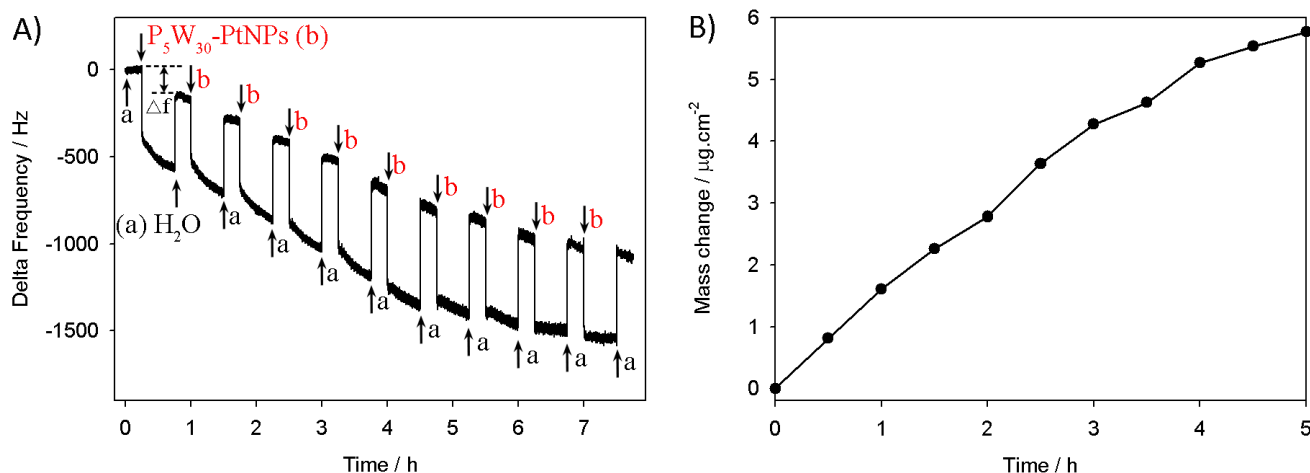 A)
P₅W₃₀-PtNPs (b)
Δf
a
b
b
b
b
b
b
b
b
b
(a) H₂O
a
a
a
a
a
a
a
a
a
0
-500
-1000
-1500
Delta Frequency / Hz
0 1 2 3 4 5 6 7
Time / h
B)
6
5
4
3
2
1
0
Mass change / µg.cm⁻²
0 1 2 3 4 5
Time / h